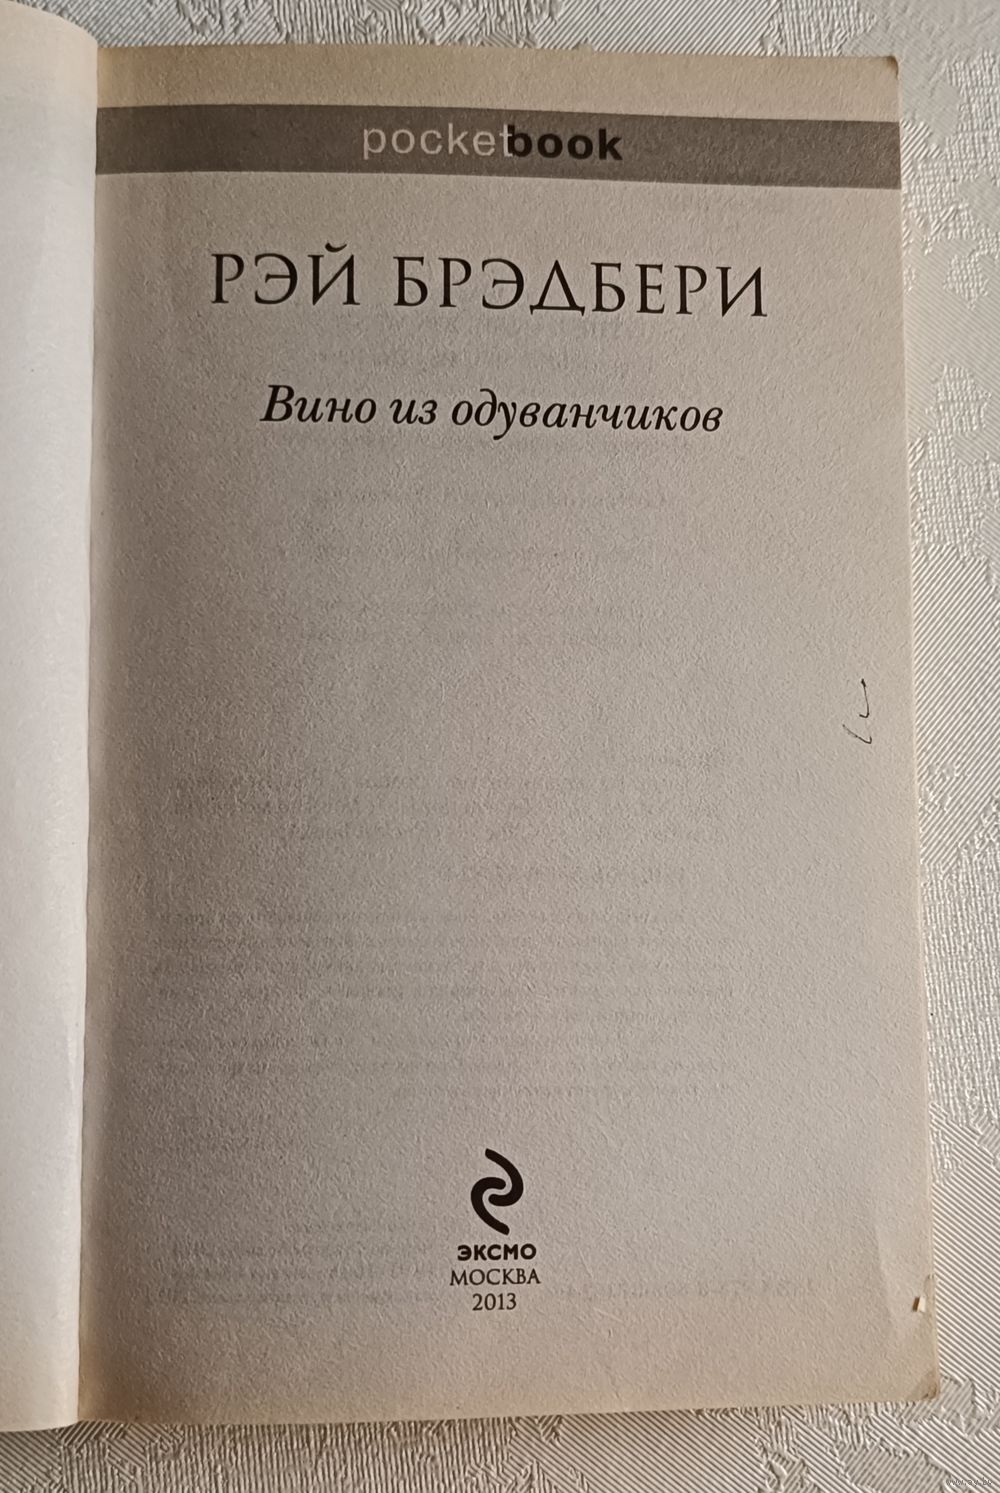 pocketbook
РЭЙ БРЭДБЕРИ
Вино из одуванчиков
ЭКСМО
МОСКВА
2013